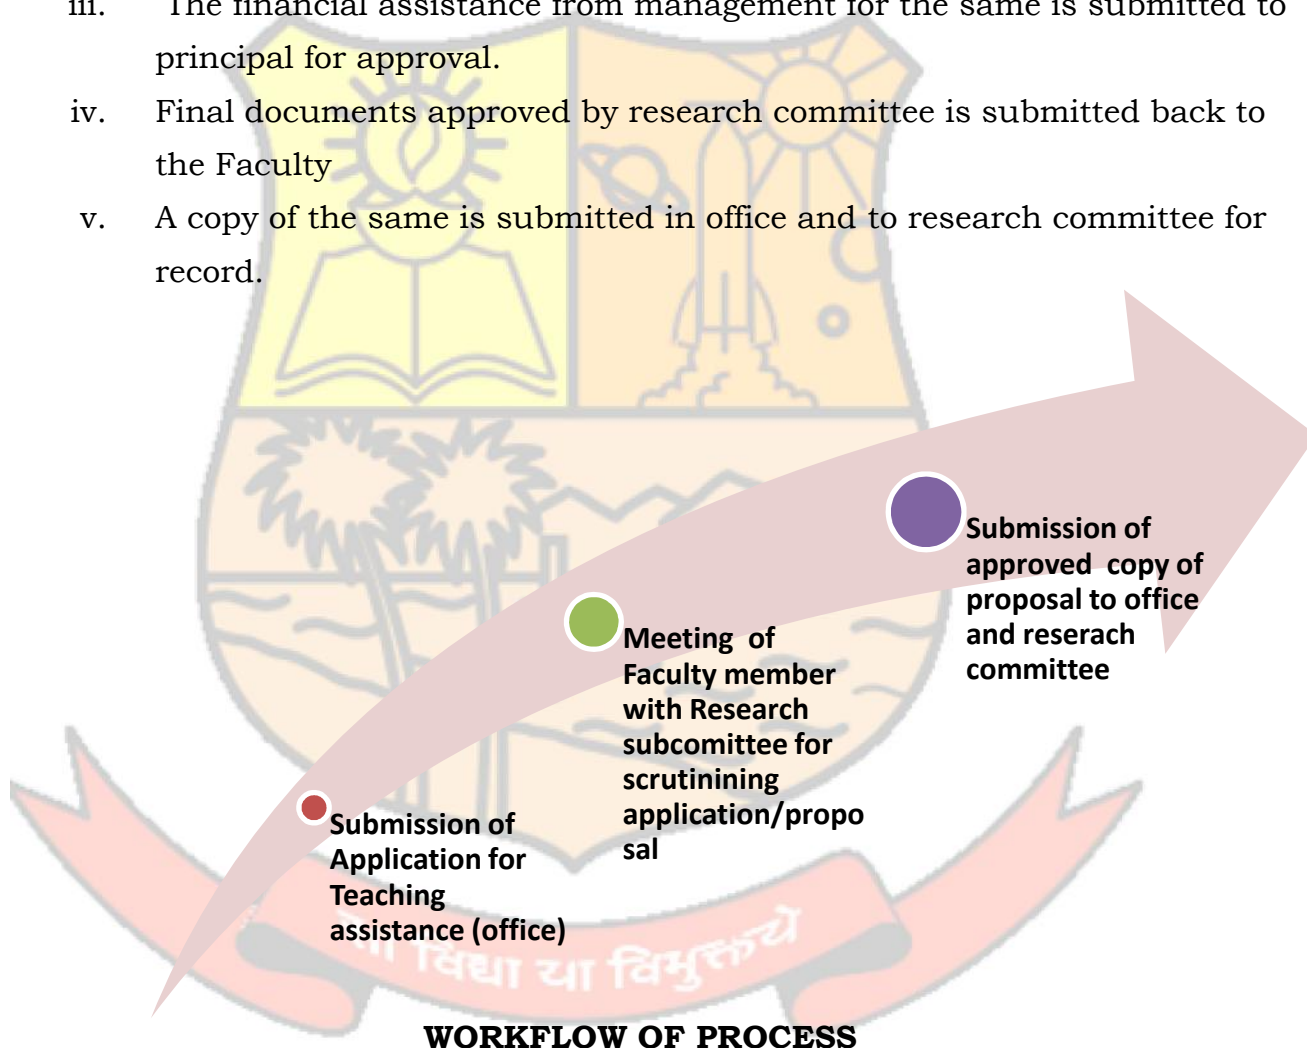 iii. The financial assistance from management for the same is submitted to
principal for approval.
iv. Final documents approved by research committee is submitted back to
the Faculty
v. A copy of the same is submitted in office and to research committee for
record.
Submission of
approved copy of
proposal to office
and reserach
committee
Meeting of
Faculty member
with Research
subcomittee for
scrutinining
application/propo
sal
Submission of
Application for
Teaching
assistance (office)
विद्या या विमुक्तये
WORKFLOW OF PROCESS